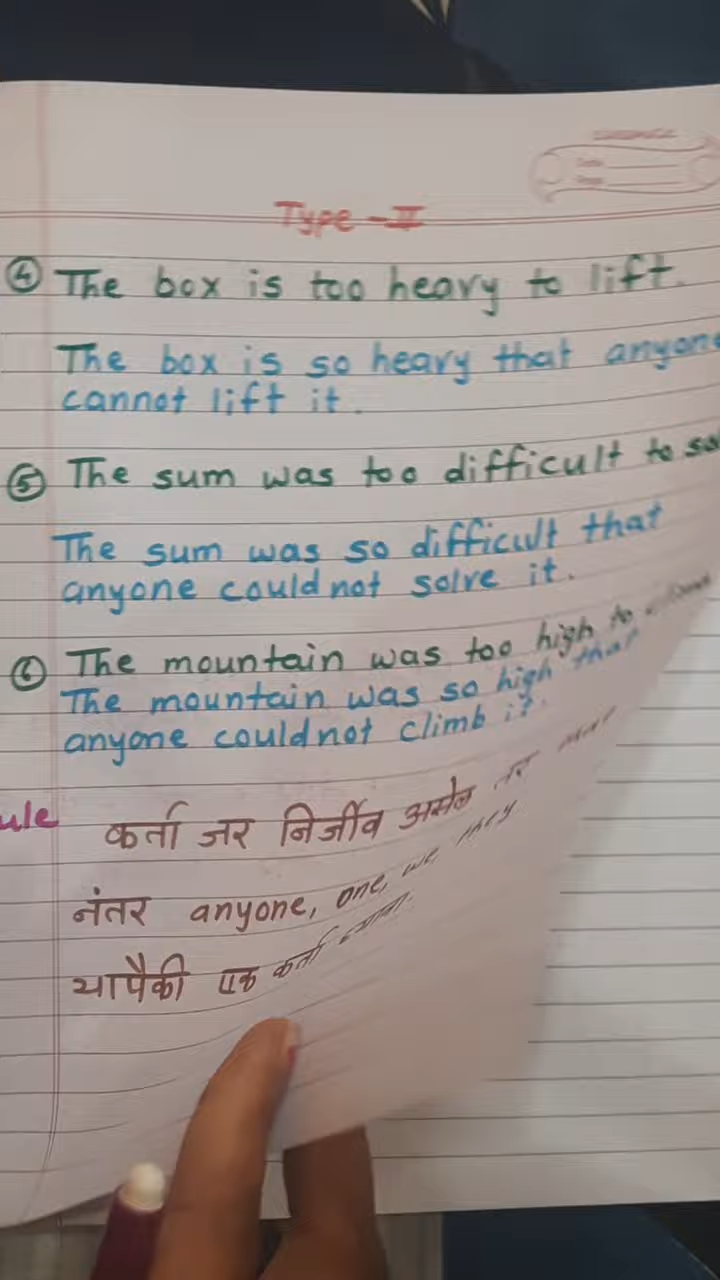 Type - II
④ The box is too heavy to lift.
The box is so heavy that anyone
cannot lift it.
⑤ The sum was too difficult to
The sum was so difficult that
anyone could not solve it.
⑥ The mountain was too high to
The mountain was so high that
anyone could not climb it.
कर्ता जर निर्जीव असेल तर
नंतर anyone, one, we, they
यापैकी एक कर्ता